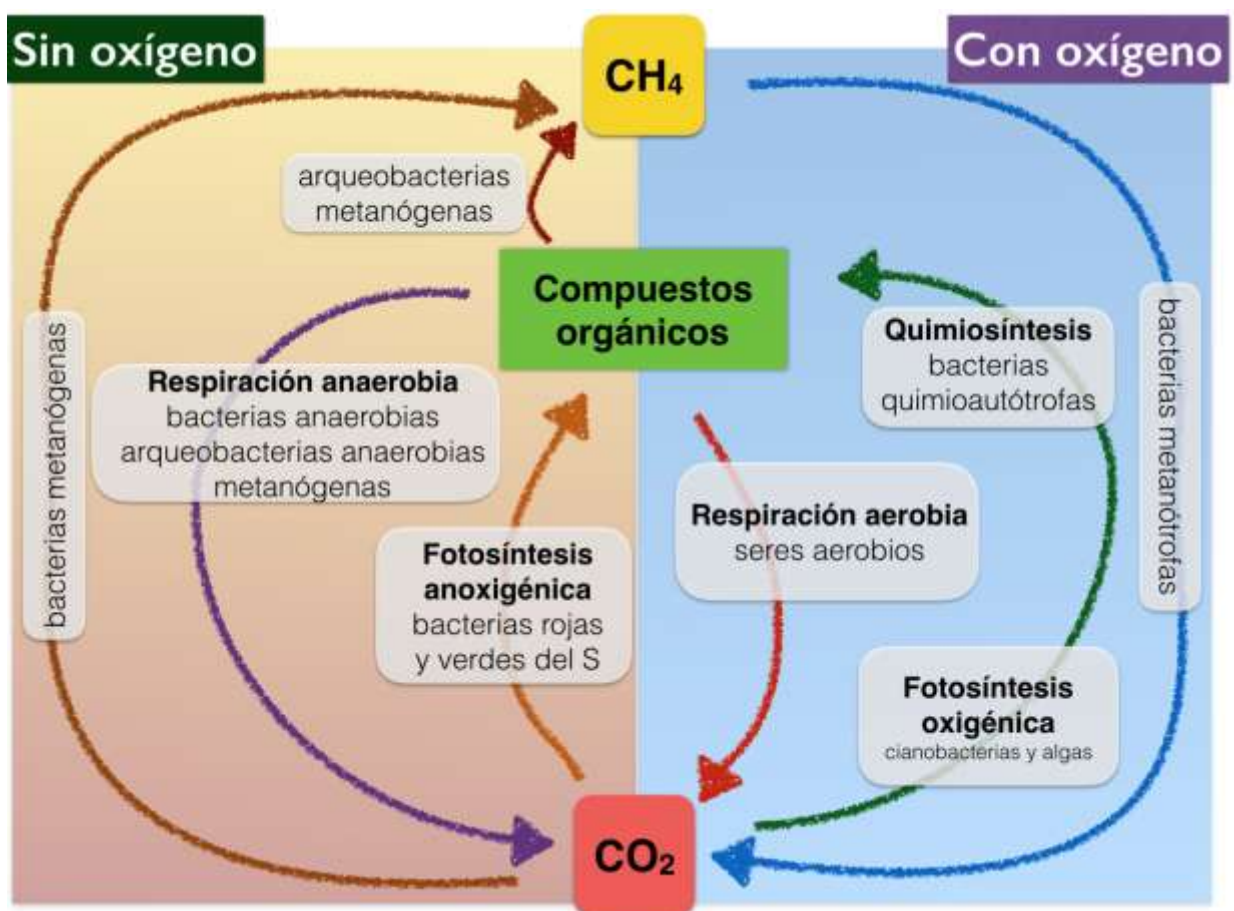 Sin oxígeno
CH₄
Con oxígeno
arqueobacterias
metanógenas
Compuestos
orgánicos
bacterias metanógenas
Respiración anaerobia
bacterias anaerobias
arqueobacterias anaerobias
metanógenas
Quimiosíntesis
bacterias
quimioautótrofas
bacterias metanótrofas
Respiración aerobia
seres aerobios
Fotosíntesis
anoxigénica
bacterias rojas
y verdes del S
Fotosíntesis
oxigénica
cianobacterias y algas
CO₂